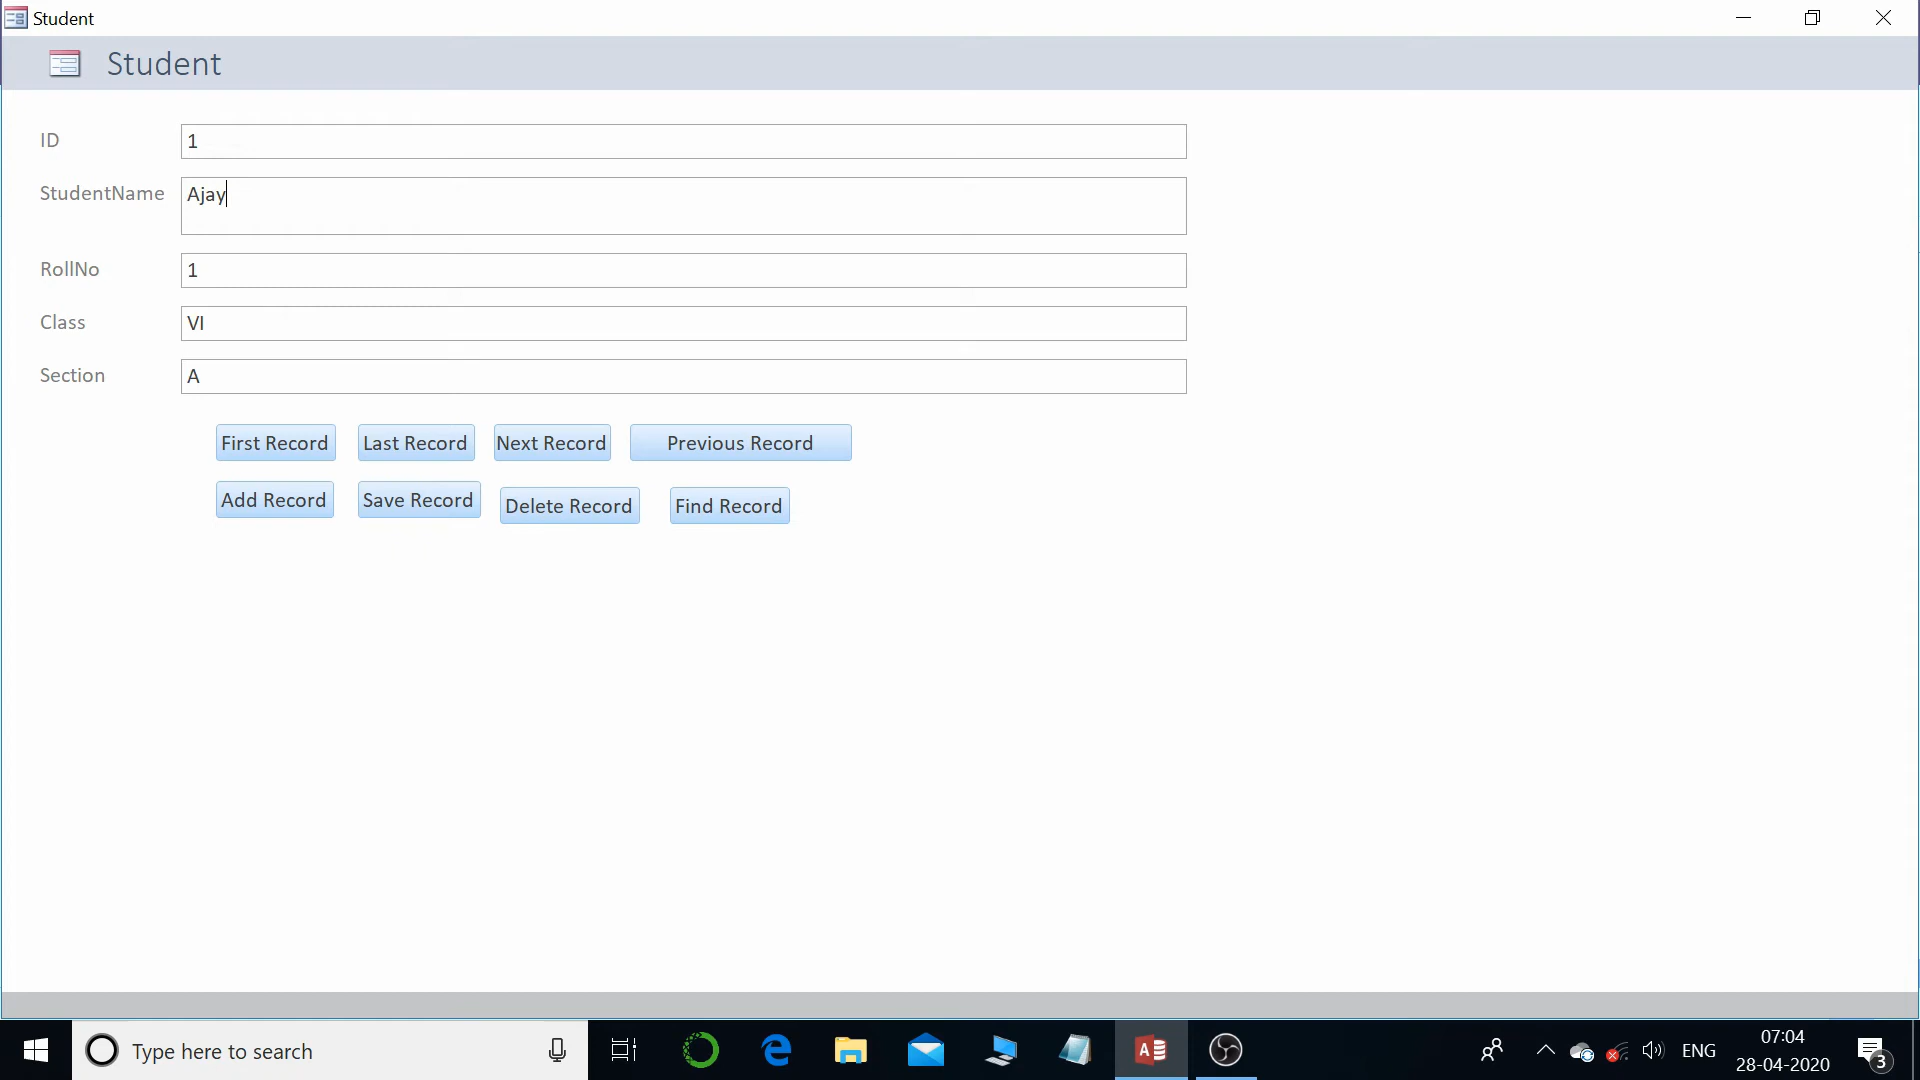 Student
Student
ID 1
StudentName Ajay
RollNo 1
Class VI
Section A
First Record Last Record Next Record Previous Record
Add Record Save Record Delete Record Find Record
Type here to search ENG 07:04
28-04-2020 3